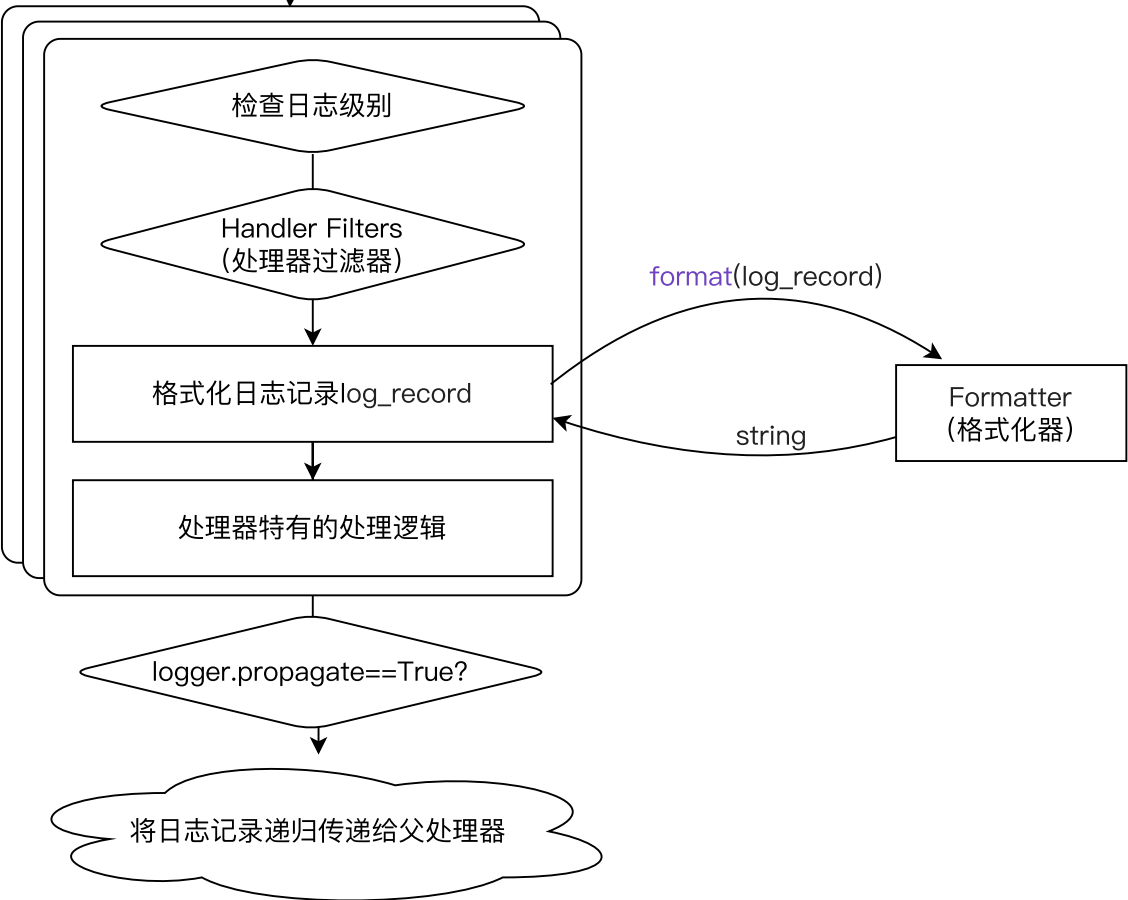 检查日志级别
Handler Filters
(处理器过滤器)
format(log_record)
格式化日志记录log_record
Formatter
(格式化器)
string
处理器特有的处理逻辑
logger.propagate==True?
将日志记录递归传递给父处理器